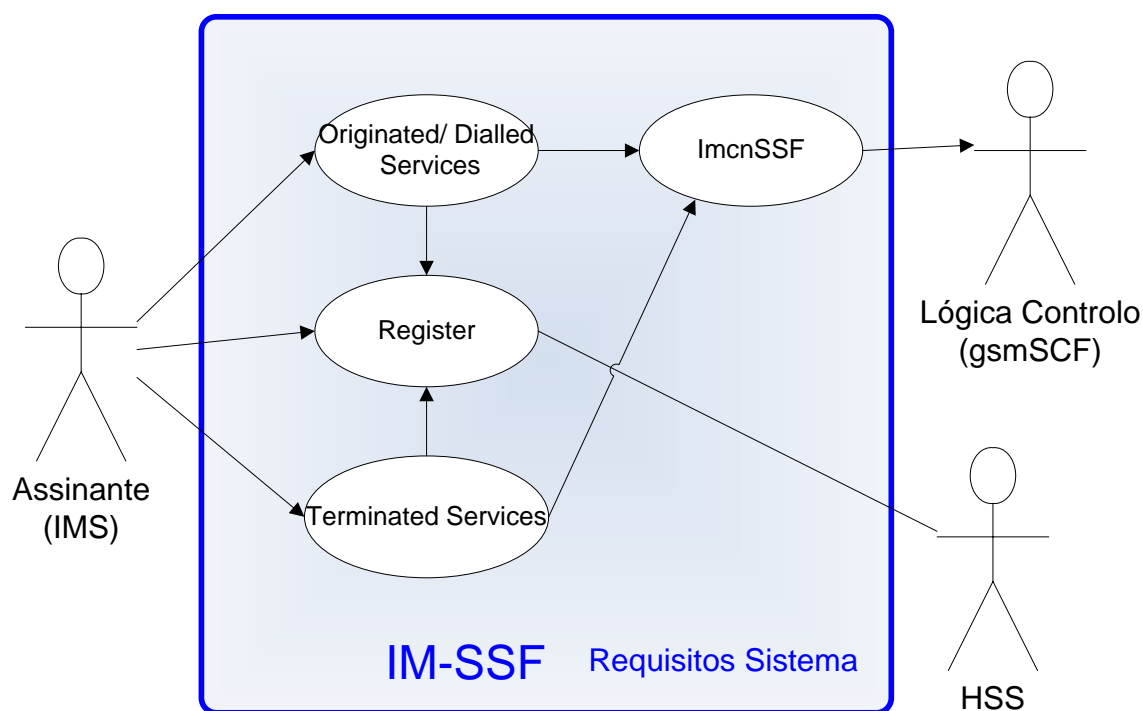 Originated/ Dialled
Services
ImcnSSF
Register
Terminated Services
Assinante
(IMS)
Lógica Controlo
(gsmSCF)
HSS
IM-SSF
Requisitos Sistema